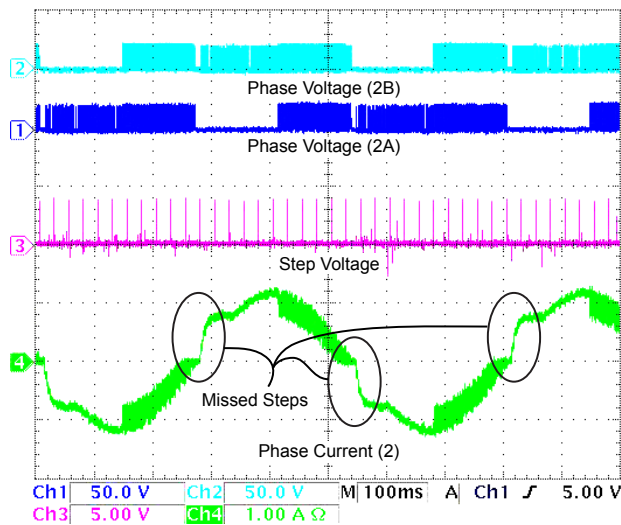 2
Phase Voltage (2B)
1
Phase Voltage (2A)
3
Step Voltage
4
Missed Steps
Phase Current (2)
Ch1 50.0 V Ch2 50.0 V M 100ms A Ch1 5.00 V
Ch3 5.00 V Ch4 1.00 A Ω